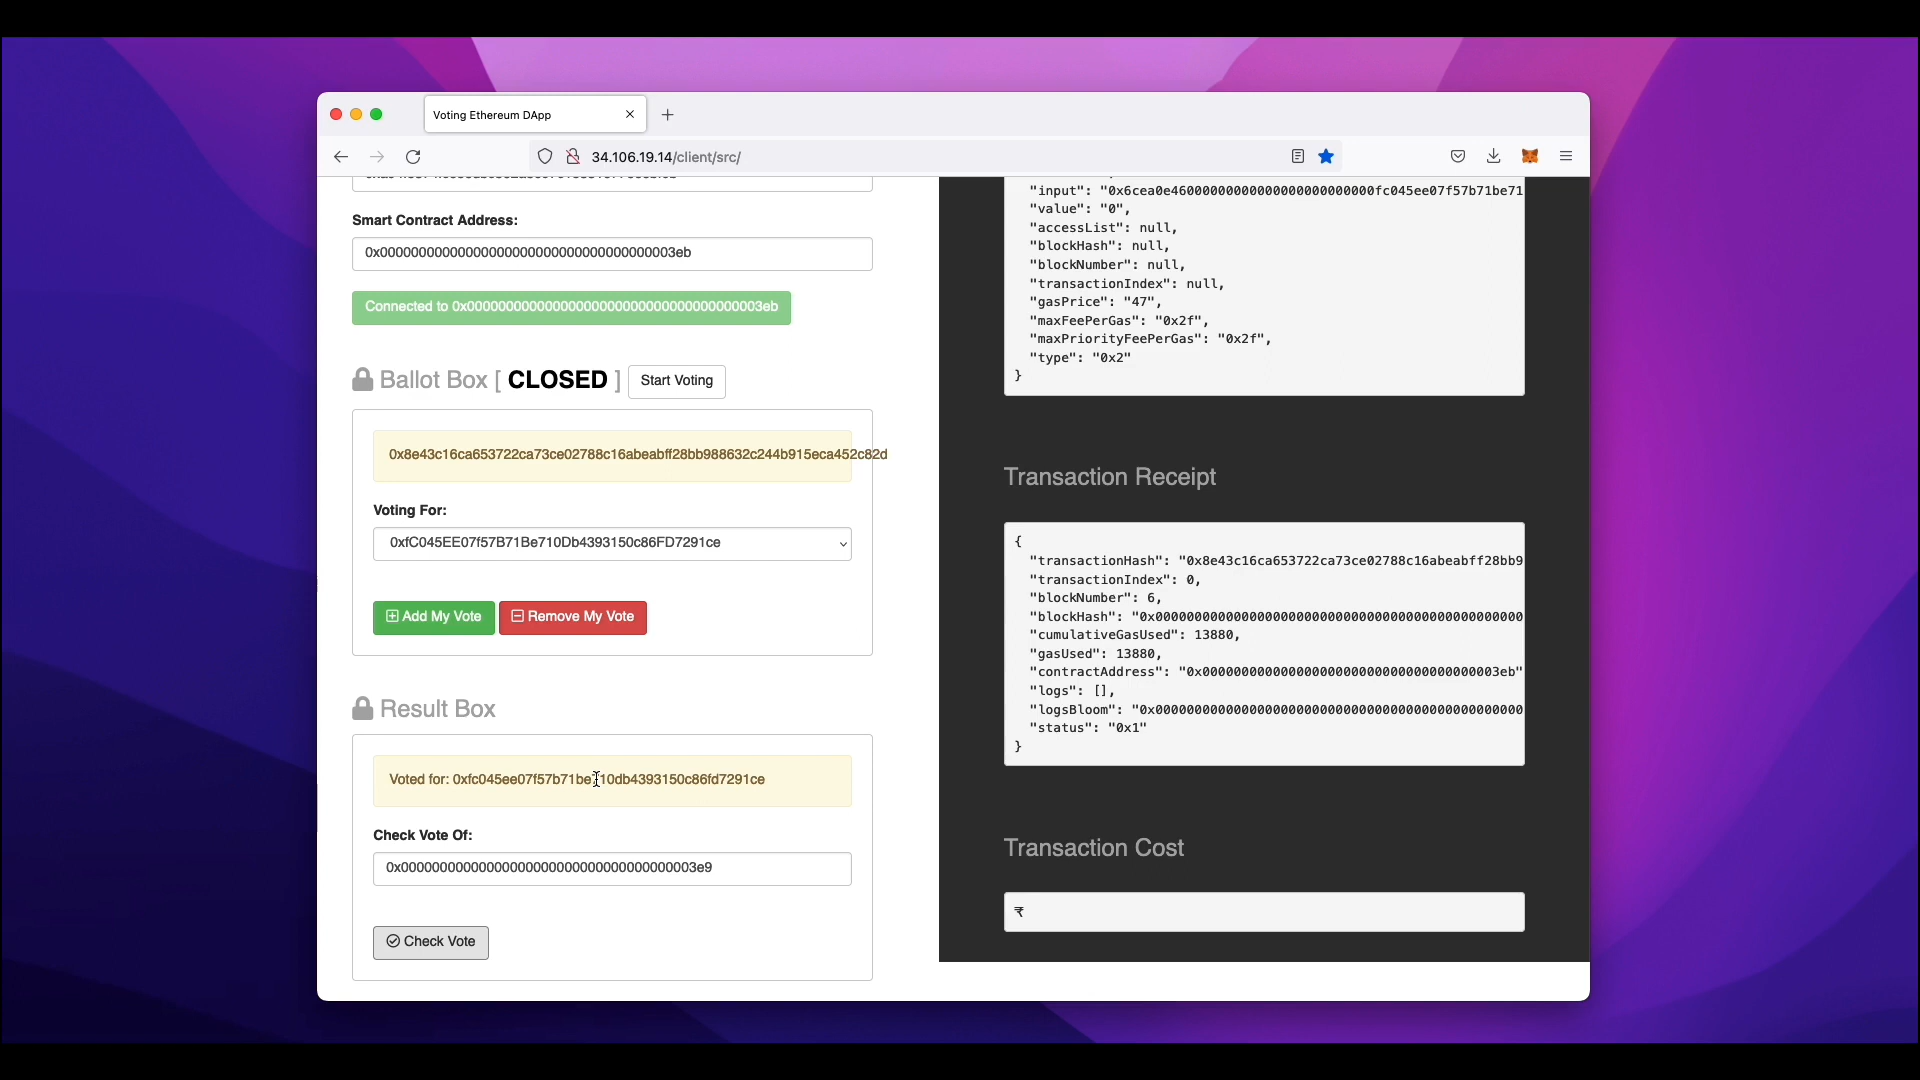 Voting Ethereum DApp
34.106.19.14/client/src/
Smart Contract Address:
0x00000000000000000000000000000000000003eb
Connected to 0x00000000000000000000000000000000000003eb
Ballot Box [ CLOSED ] Start Voting
0x8e43c16ca653722ca73ce02788c16abeabff28bb988632c244b915eca452c82d
Voting For:
0xfC045EE07f57B71Be710Db4393150c86FD7291ce
Add My Vote Remove My Vote
Result Box
Voted for: 0xfc045ee07f57b71be710db4393150c86fd7291ce
Check Vote Of:
0x00000000000000000000000000000000000003e9
Check Vote
"input": "0x6cea0e46000000000000000000000000fc045ee07f57b71be71
"value": "0",
"accessList": null,
"blockHash": null,
"blockNumber": null,
"transactionIndex": null,
"gasPrice": "47",
"maxFeePerGas": "0x2f",
"maxPriorityFeePerGas": "0x2f",
"type": "0x2"
}
Transaction Receipt
{
"transactionHash": "0x8e43c16ca653722ca73ce02788c16abeabff28bb9
"transactionIndex": 0,
"blockNumber": 6,
"blockHash": "0x00000000000000000000000000000000000000000000000
"cumulativeGasUsed": 13880,
"gasUsed": 13880,
"contractAddress": "0x00000000000000000000000000000000000003eb"
"logs": [],
"logsBloom": "0x00000000000000000000000000000000000000000000000
"status": "0x1"
}
Transaction Cost
₹